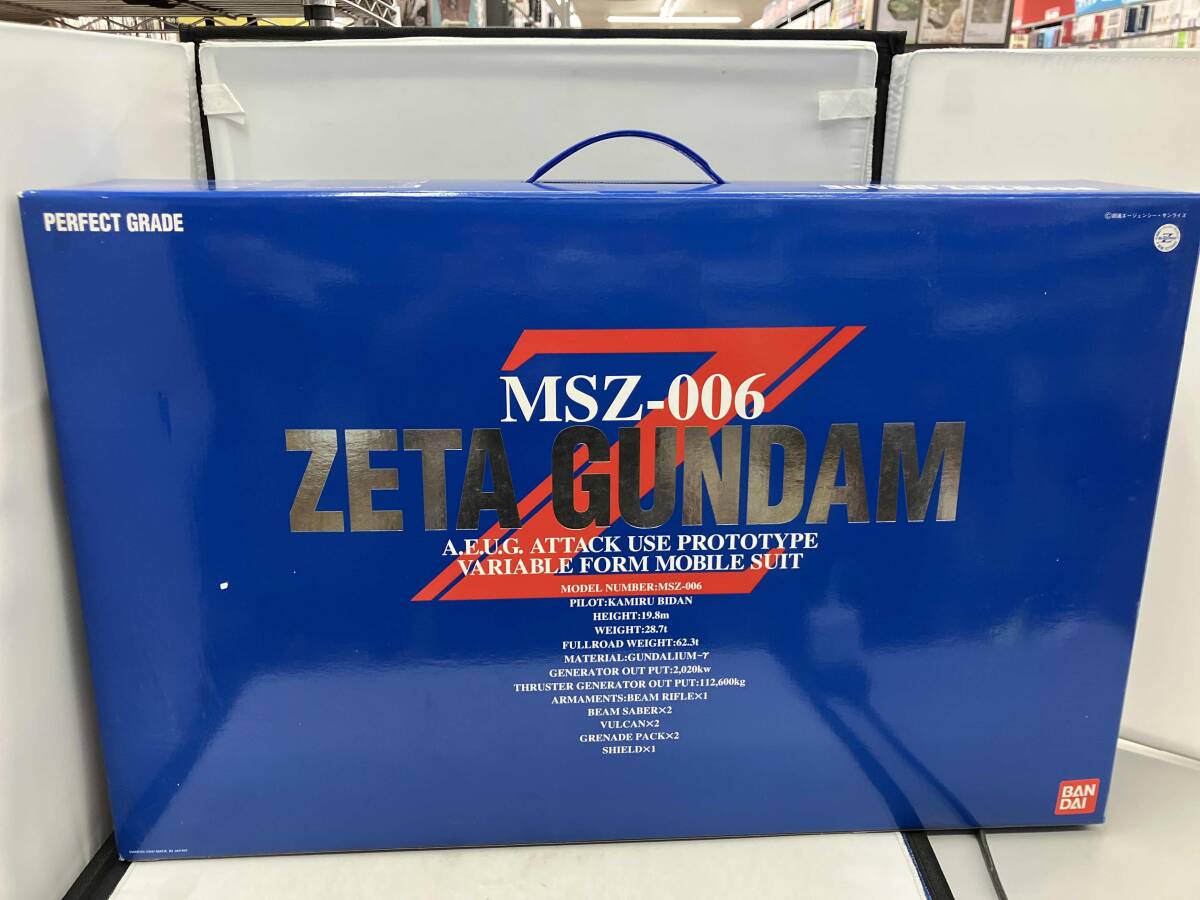 PERFECT GRADE
©創通エージェンシー・サンライズ
MSZ-006
ZETA GUNDAM
A.E.U.G. ATTACK USE PROTOTYPE
VARIABLE FORM MOBILE SUIT
MODEL NUMBER:MSZ-006
PILOT:KAMIRU BIDAN
HEIGHT:19.8m
WEIGHT:28.7t
FULLROAD WEIGHT:62.3t
MATERIAL:GUNDALIUM-γ
GENERATOR OUT PUT:2,020kw
THRUSTER GENERATOR OUT PUT:112,600kg
ARMAMENTS:BEAM RIFLE×1
BEAM SABER×2
VULCAN×2
GRENADE PACK×2
SHIELD×1
BAN
DAI